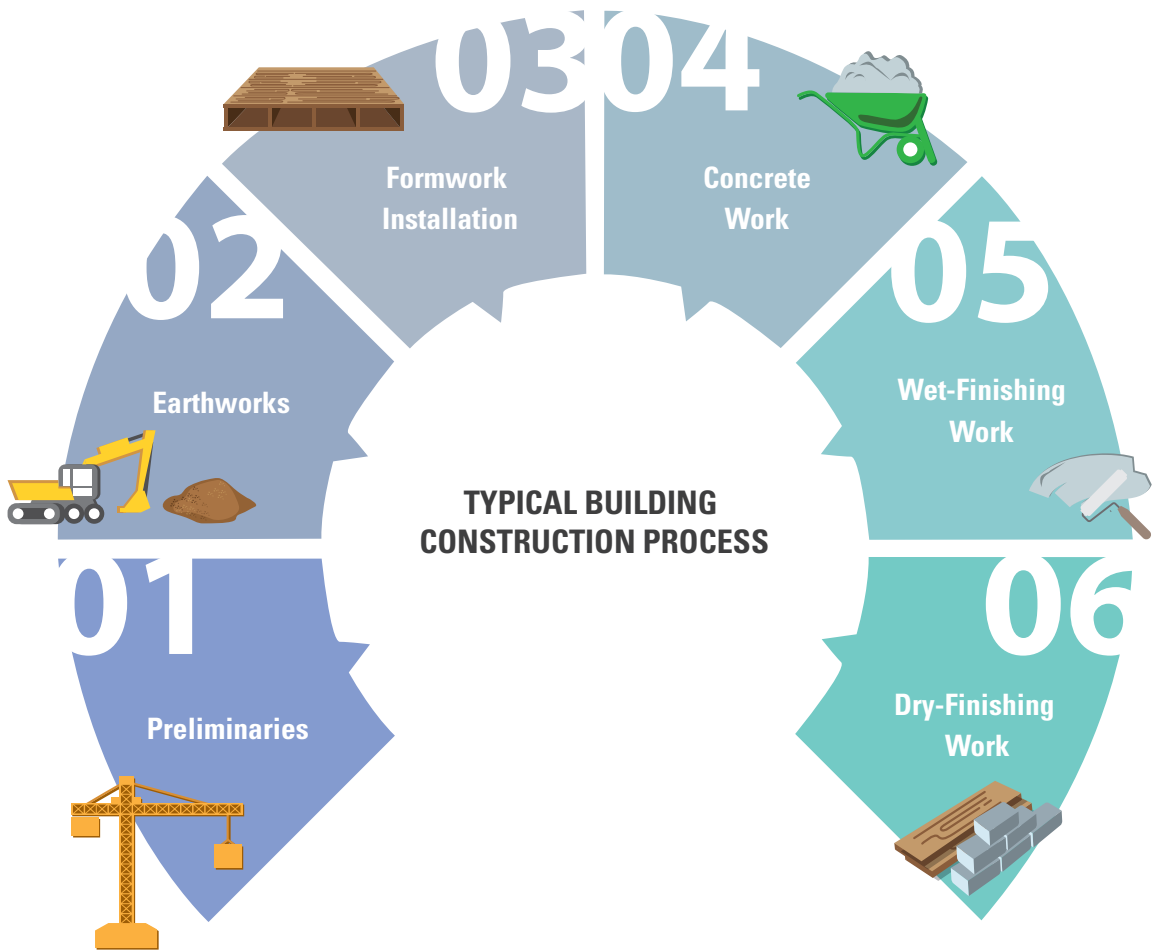 TYPICAL BUILDING
CONSTRUCTION PROCESS
01
Preliminaries
02
Earthworks
03
Formwork
Installation
04
Concrete
Work
05
Wet-Finishing
Work
06
Dry-Finishing
Work